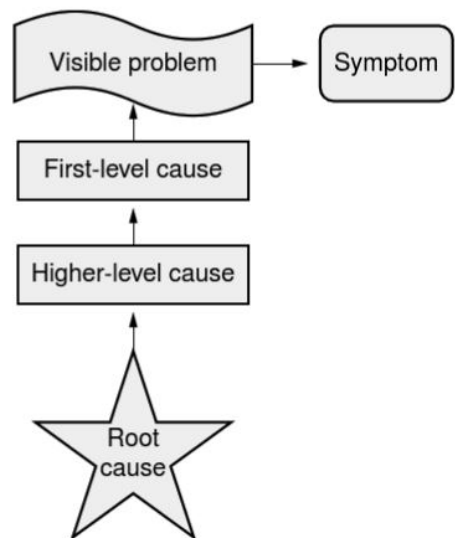 Visible problem
Symptom
First-level cause
Higher-level cause
Root
cause